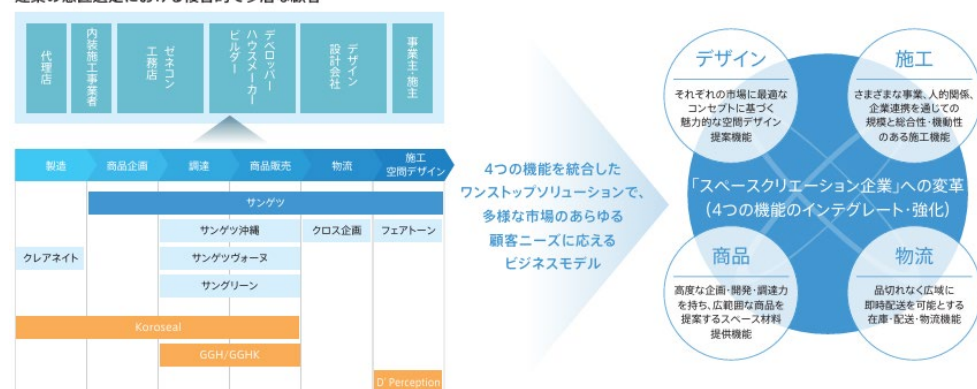 代理店
内装施工事業者
ゼネコン
工務店
デベロッパー
ハウスメーカー
ビルダー
デザイン
設計会社
事業主・施主
製造
商品企画
調達
商品販売
物流
施工
空間デザイン
サンゲツ
サンゲツ沖縄
クロス企画
フェアトーン
クレアネイト
サンゲツヴォーヌ
サングリーン
Koroseal
GGH/GGHK
D'Perception
4つの機能を統合した
ワンストップソリューションで、
多様な市場のあらゆる
顧客ニーズに応える
ビジネスモデル
デザイン
それぞれの市場に最適な
コンセプトに基づく
魅力的な空間デザイン
提案機能
施工
さまざまな事業、人的関係、
企業連携を通じての
規模と総合性・機動性
のある施工機能
「スペースクリエーション企業」への変革
(4つの機能のインテグレート・強化)
商品
高度な企画・開発・調達力
を持ち、広範囲な商品を
提案するスペース材料
提供機能
物流
品切れなく広域に
即時配送を可能とする
在庫・配送・物流機能